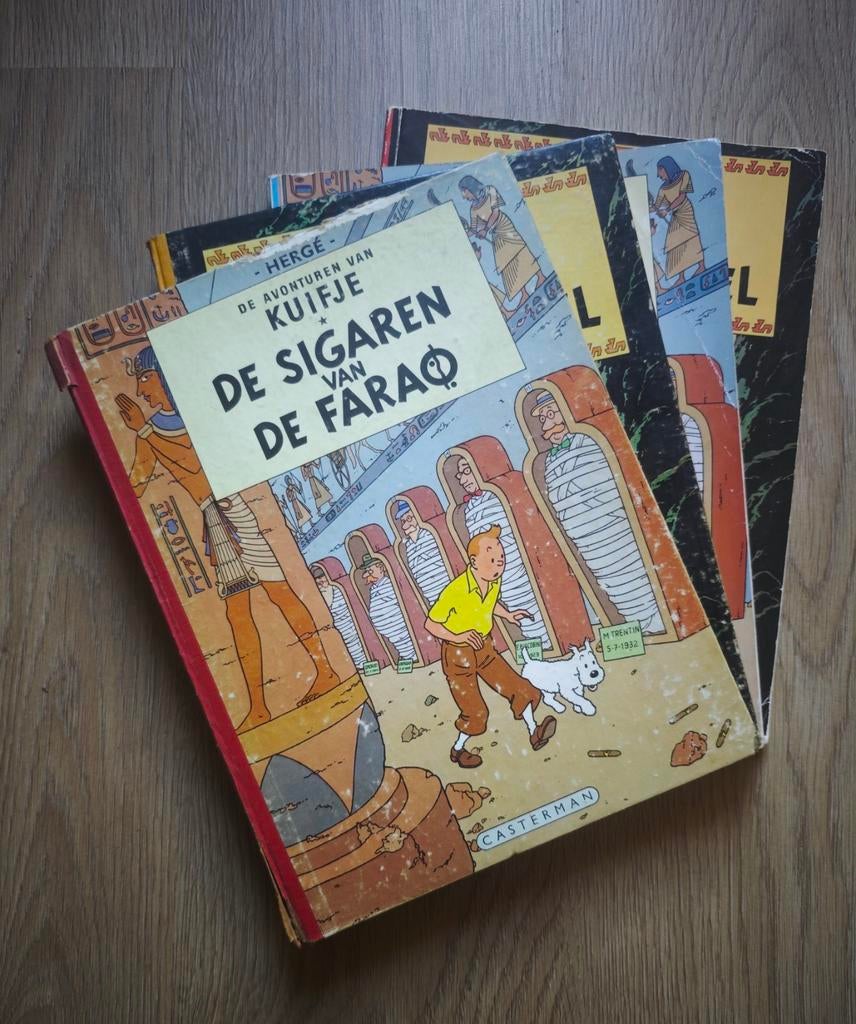 - HERGÉ -
DE AVONTUREN VAN
KUIFJE
DE SIGAREN
VAN
DE FARAO
M TRENTIN
5-7-1932
CASTERMAN
L
EL